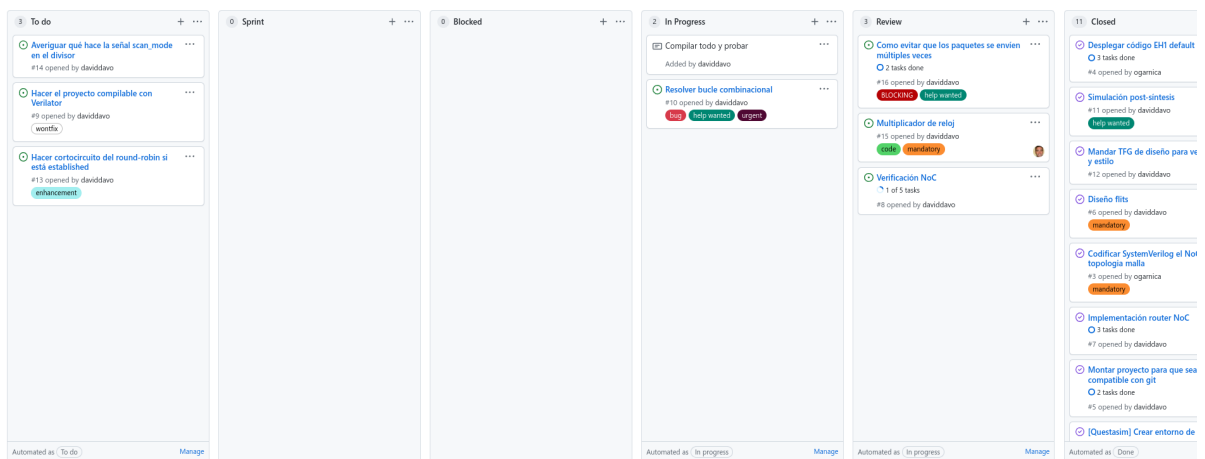 3 To do + ...
Averiguar qué hace la señal scan_mode ...
en el divisor
#14 opened by daviddavo
Hacer el proyecto compilable con ...
Verilator
#9 opened by daviddavo
wontfix
Hacer cortocircuito del round-robin si ...
está established
#13 opened by daviddavo
enhancement
Automated as To do Manage
0 Sprint + ...
0 Blocked + ...
2 In Progress + ...
Compilar todo y probar ...
Added by daviddavo
Resolver bucle combinacional ...
#10 opened by daviddavo
bug help wanted urgent
Automated as In progress Manage
3 Review + ...
Como evitar que los paquetes se envíen ...
múltiples veces
2 tasks done
#16 opened by daviddavo
BLOCKING help wanted
Multiplicador de reloj ...
#15 opened by daviddavo
code mandatory
Verificación NoC ...
1 of 5 tasks
#8 opened by daviddavo
Automated as In progress Manage
11 Closed
Desplegar código EH1 default
3 tasks done
#4 opened by ogarnica
Simulación post-sintesis
#11 opened by daviddavo
help wanted
Mandar TFG de diseño para ve
y estilo
#12 opened by daviddavo
Diseño flits
#6 opened by daviddavo
mandatory
Codificar SystemVerilog el No
topologia malla
#3 opened by ogarnica
mandatory
Implementación router NoC
3 tasks done
#7 opened by daviddavo
Montar proyecto para que sea
compatible con git
2 tasks done
#5 opened by daviddavo
[Questasim] Crear entorno de
Automated as Done